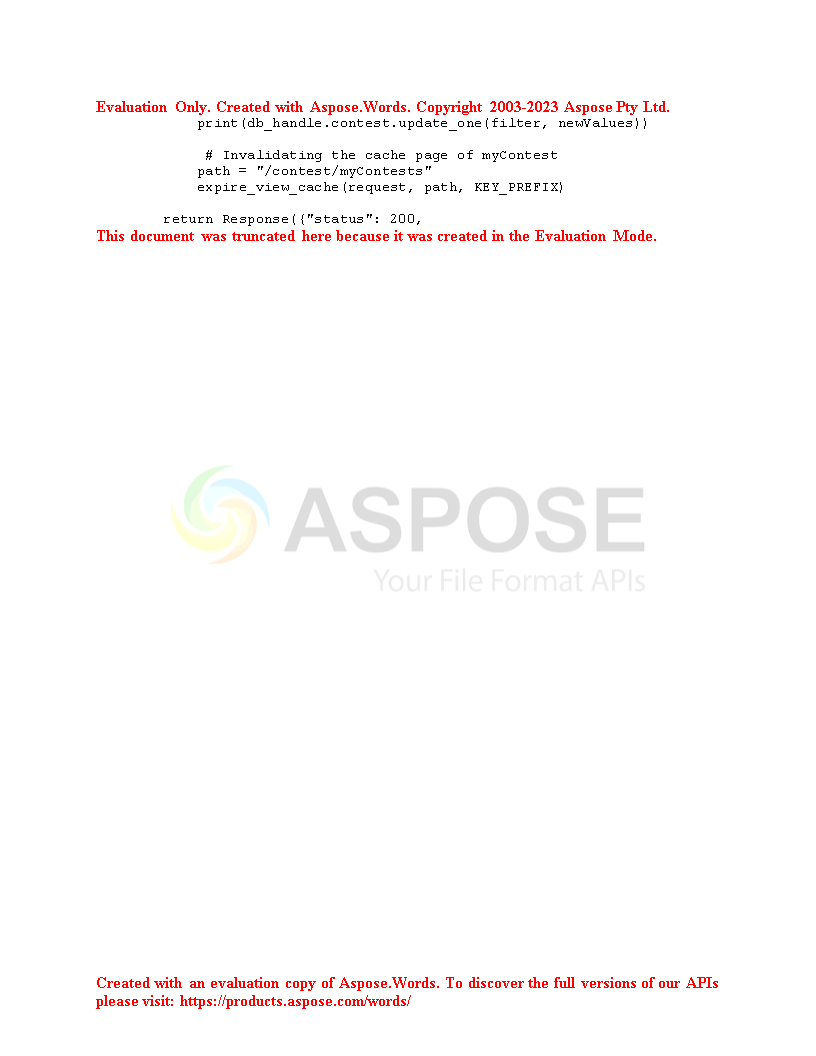 Evaluation Only. Created with Aspose.Words. Copyright 2003-2023 Aspose Pty Ltd.
print(db_handle.contest.update_one(filter, newValues))
# Invalidating the cache page of myContest
path = "/contest/myContests"
expire_view_cache(request, path, KEY_PREFIX)
return Response({"status": 200,
This document was truncated here because it was created in the Evaluation Mode.
ASPOSE
Your File Format APIs
Created with an evaluation copy of Aspose.Words. To discover the full versions of our APIs
please visit: https://products.aspose.com/words/